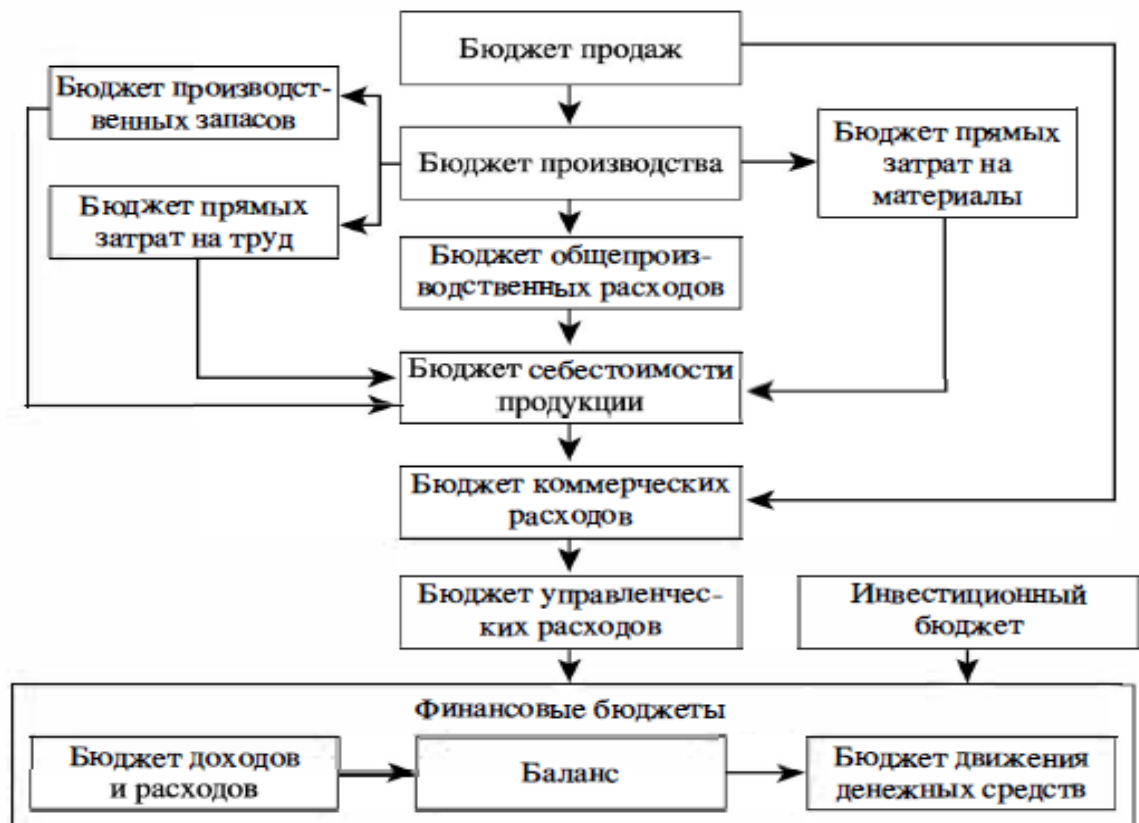 Бюджет продаж
Бюджет производст-
венных запасов
Бюджет производства
Бюджет прямых
затрат на
материалы
Бюджет прямых
затрат на труд
Бюджет общепроиз-
водственных расходов
Бюджет себестоимости
продукции
Бюджет коммерческих
расходов
Бюджет управленчес-
ких расходов
Инвестиционный
бюджет
Финансовые бюджеты
Бюджет доходов
и расходов
Баланс
Бюджет движения
денежных средств